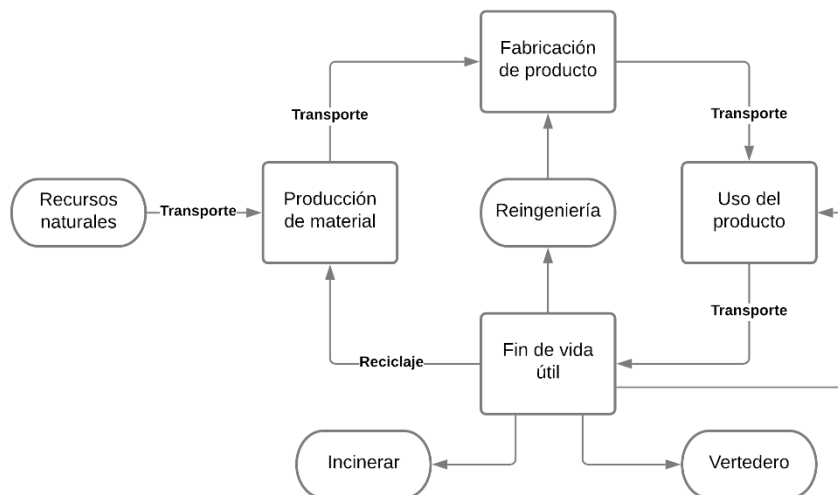 Fabricación
de producto
Transporte
Transporte
Recursos
naturales
Transporte
Producción
de material
Reingeniería
Uso del
producto
Transporte
Reciclaje
Fin de vida
útil
Incinerar
Vertedero